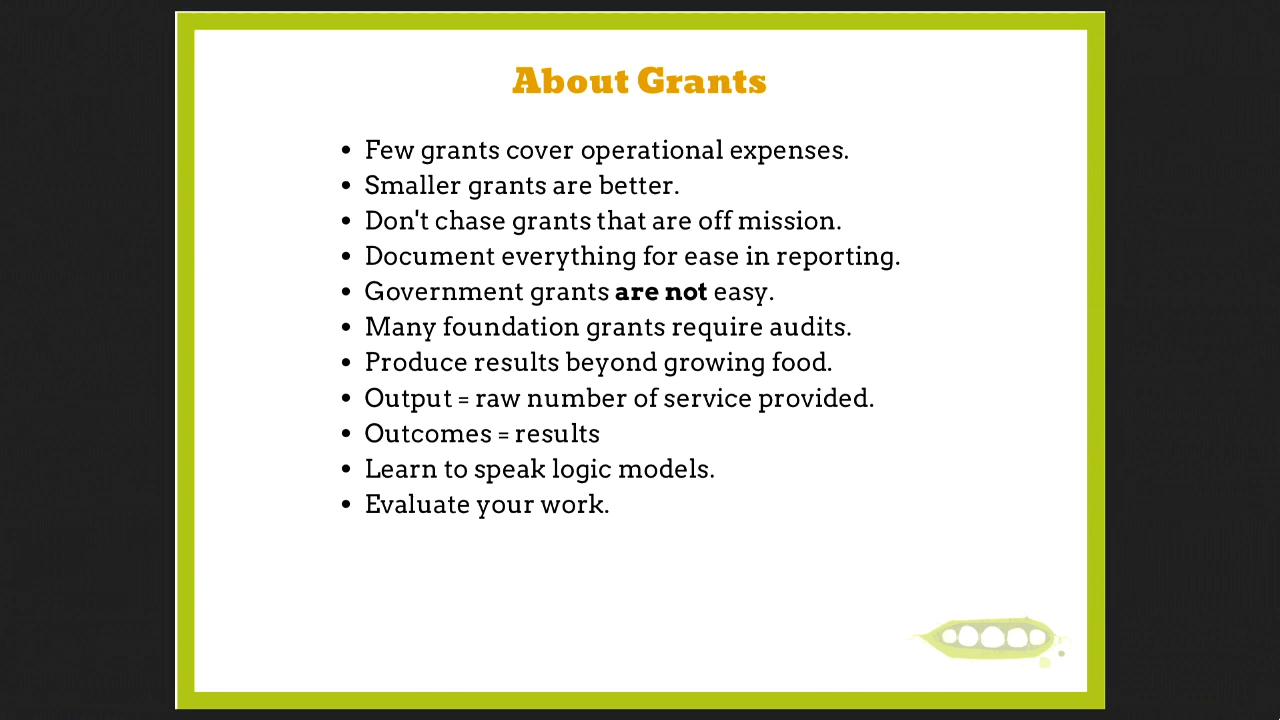 About Grants
• Few grants cover operational expenses.
• Smaller grants are better.
• Don't chase grants that are off mission.
• Document everything for ease in reporting.
• Government grants are not easy.
• Many foundation grants require audits.
• Produce results beyond growing food.
• Output = raw number of service provided.
• Outcomes = results
• Learn to speak logic models.
• Evaluate your work.